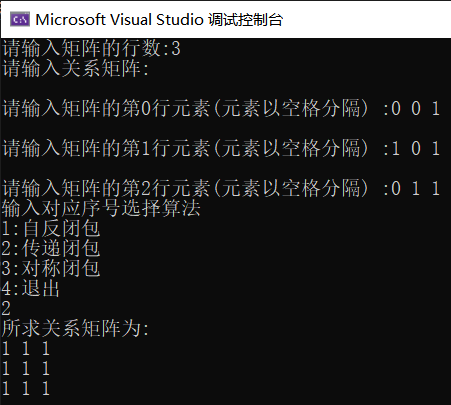 Microsoft Visual Studio 调试控制台
请输入矩阵的行数:3
请输入关系矩阵:
请输入矩阵的第0行元素(元素以空格分隔) :0 0 1
请输入矩阵的第1行元素(元素以空格分隔) :1 0 1
请输入矩阵的第2行元素(元素以空格分隔) :0 1 1
输入对应序号选择算法
1:自反闭包
2:传递闭包
3:对称闭包
4:退出
2
所求关系矩阵为:
1 1 1
1 1 1
1 1 1